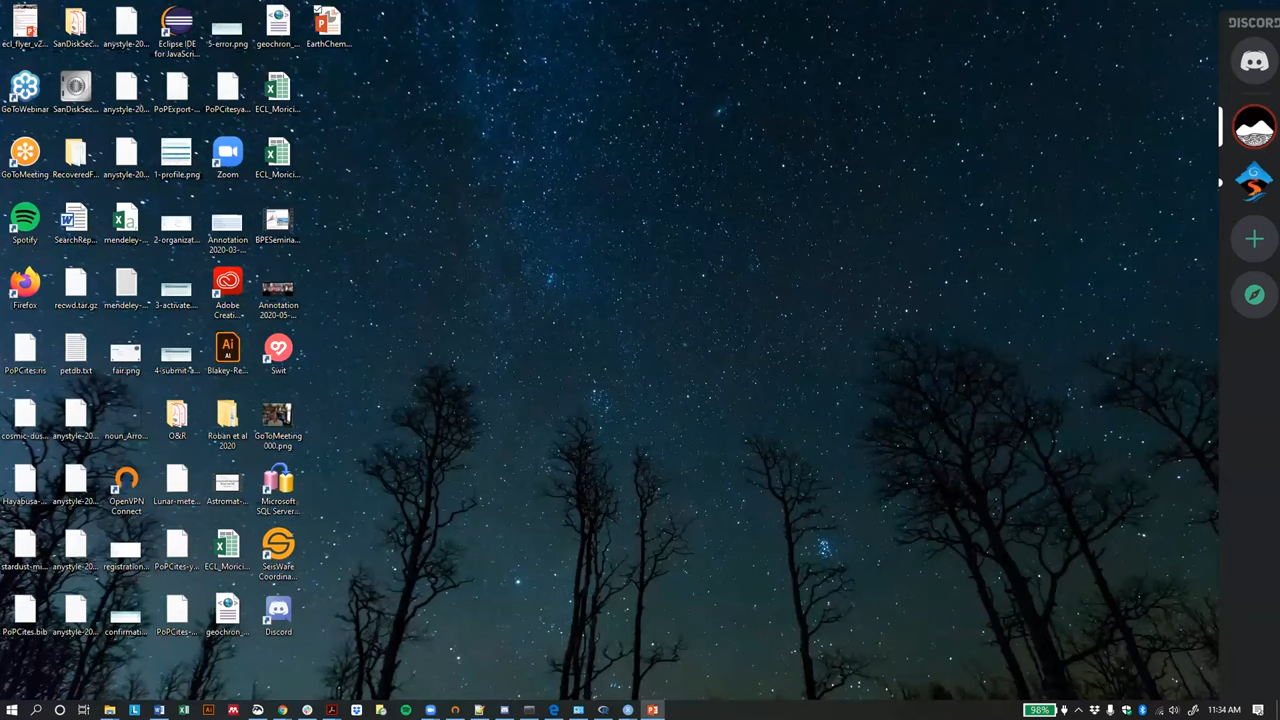 ecl_flyer_vZ...
SanDiskSec...
anystyle-20...
Eclipse IDE
for JavaScri...
5-error.png
geochron_...
EarthChem...
DISCORD
GoToWebinar
SanDiskSec...
anystyle-20...
PoPExport-...
PoPCitesya...
ECL_Morici...
GoToMeeting
RecoveredF...
anystyle-20...
1-profile.png
Zoom
ECL_Morici...
Spotify
SearchRep...
mendeley-...
2-organizat...
Annotation
2020-03-...
BPESemina...
Firefox
recwd.tar.gz
mendeley-...
3-activate....
Adobe
Creati...
Annotation
2020-05-...
Ai
AI
PoPCites.ris
petdb.txt
fair.png
4-submit-a...
Blakey-Re...
Swit
cosmic-dus...
anystyle-20...
noun_Arro...
O&R
Roban et al
2020
GoToMeeting
000.png
Hayabusa-...
anystyle-20...
OpenVPN
Connect
Lunar-mete...
Astromat-...
Microsoft
SQL Server...
stardust-mi...
anystyle-20...
registration...
PoPCites-y...
ECL_Morici...
SeisWare
Coordina...
PoPCites.bib
anystyle-20...
confirmati...
PoPCites-...
geochron_...
Discord
98%
11:34 AM